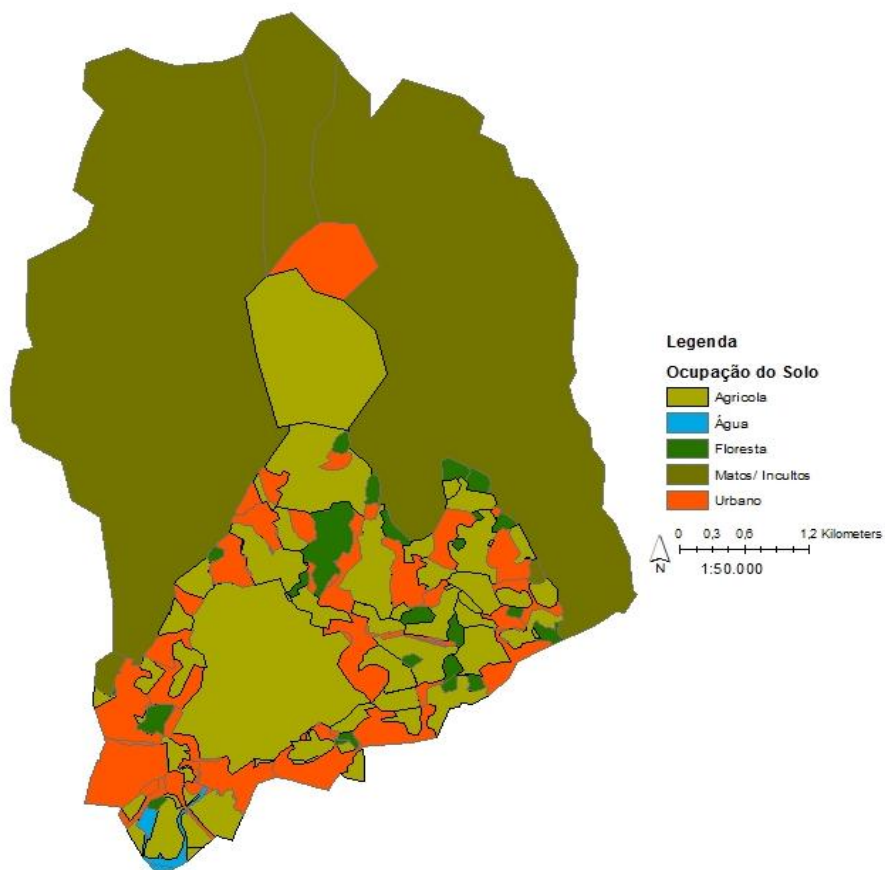 Legenda
Ocupação do Solo
Agricola
Água
Floresta
Matos/ Incultos
Urbano
N
0 0,3 0,6 1,2 Kilometers
1:50.000